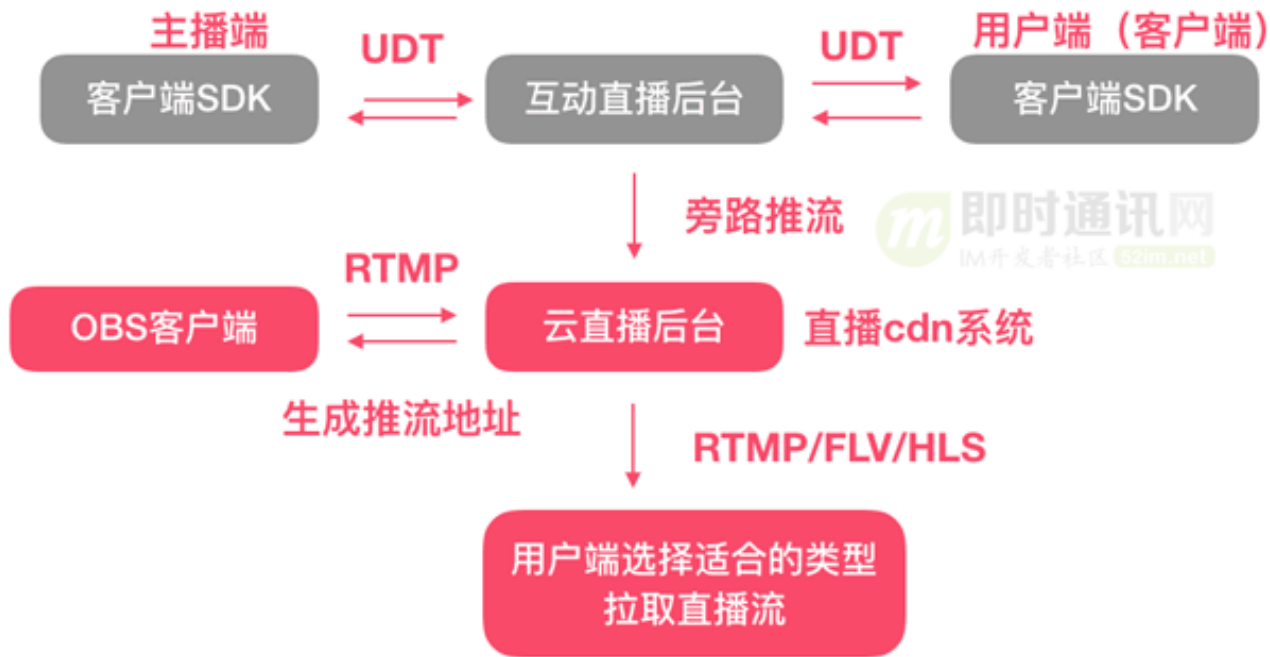 主播端
UDT
UDT
用户端（客户端）
客户端SDK
互动直播后台
客户端SDK
旁路推流
m
即时通讯网
IM开发者社区 52im.net
RTMP
OBS客户端
云直播后台
直播cdn系统
生成推流地址
RTMP/FLV/HLS
用户端选择适合的类型
拉取直播流